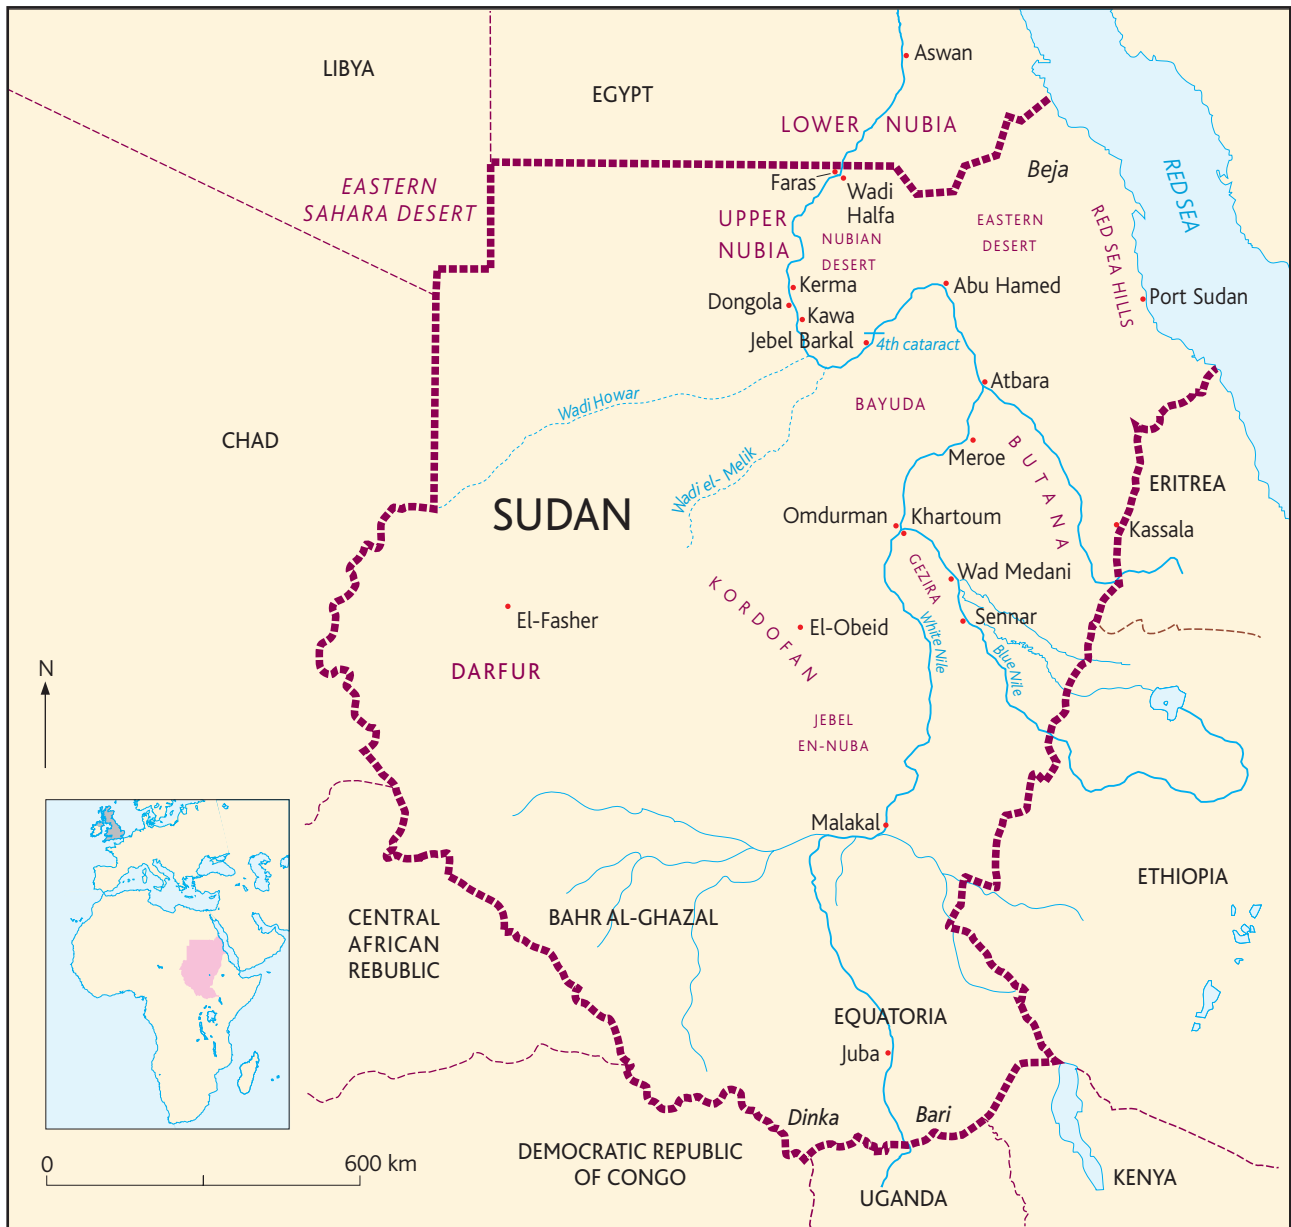 Aswan
LIBYA
EGYPT
LOWER NUBIA
Beja
RED SEA
EASTERN
SAHARA DESERT
Faras
Wadi
Halfa
UPPER
NUBIA
NUBIAN
DESERT
EASTERN
DESERT
RED SEA HILLS
Kerma
Abu Hamed
Port Sudan
Dongola
Kawa
Jebel Barkal
4th cataract
Atbara
Wadi Howar
BAYUDA
CHAD
Meroe
BUTANA
Wadi el-Melik
ERITREA
SUDAN
Omdurman
Khartoum
Kassala
GEZIRA
Wad Medani
KORDOFAN
El-Fasher
El-Obeid
Sennar
White Nile
Blue Nile
DARFUR
N
JEBEL
EN-NUBA
Malakal
ETHIOPIA
CENTRAL
AFRICAN
REBUBLIC
BAHR AL-GHAZAL
EQUATORIA
Juba
Dinka
Bari
DEMOCRATIC REPUBLIC
OF CONGO
0
600 km
KENYA
UGANDA